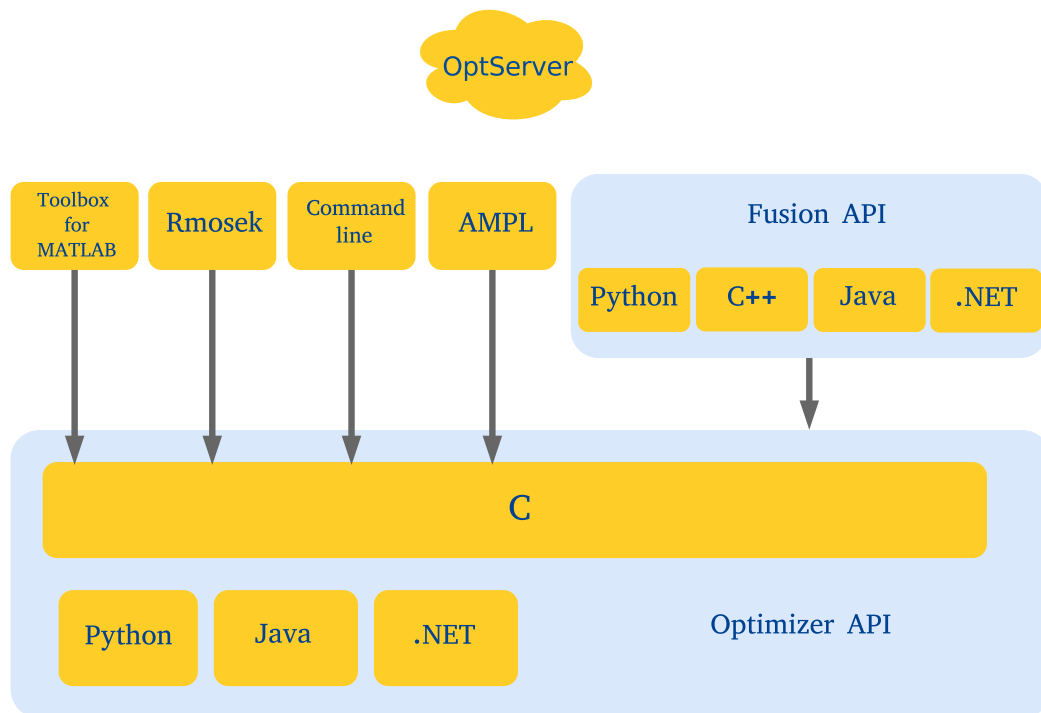 OptServer
Toolbox
for
MATLAB
Rmosek
Command
line
AMPL
Fusion API
Python
C++
Java
.NET
C
Python
Java
.NET
Optimizer API